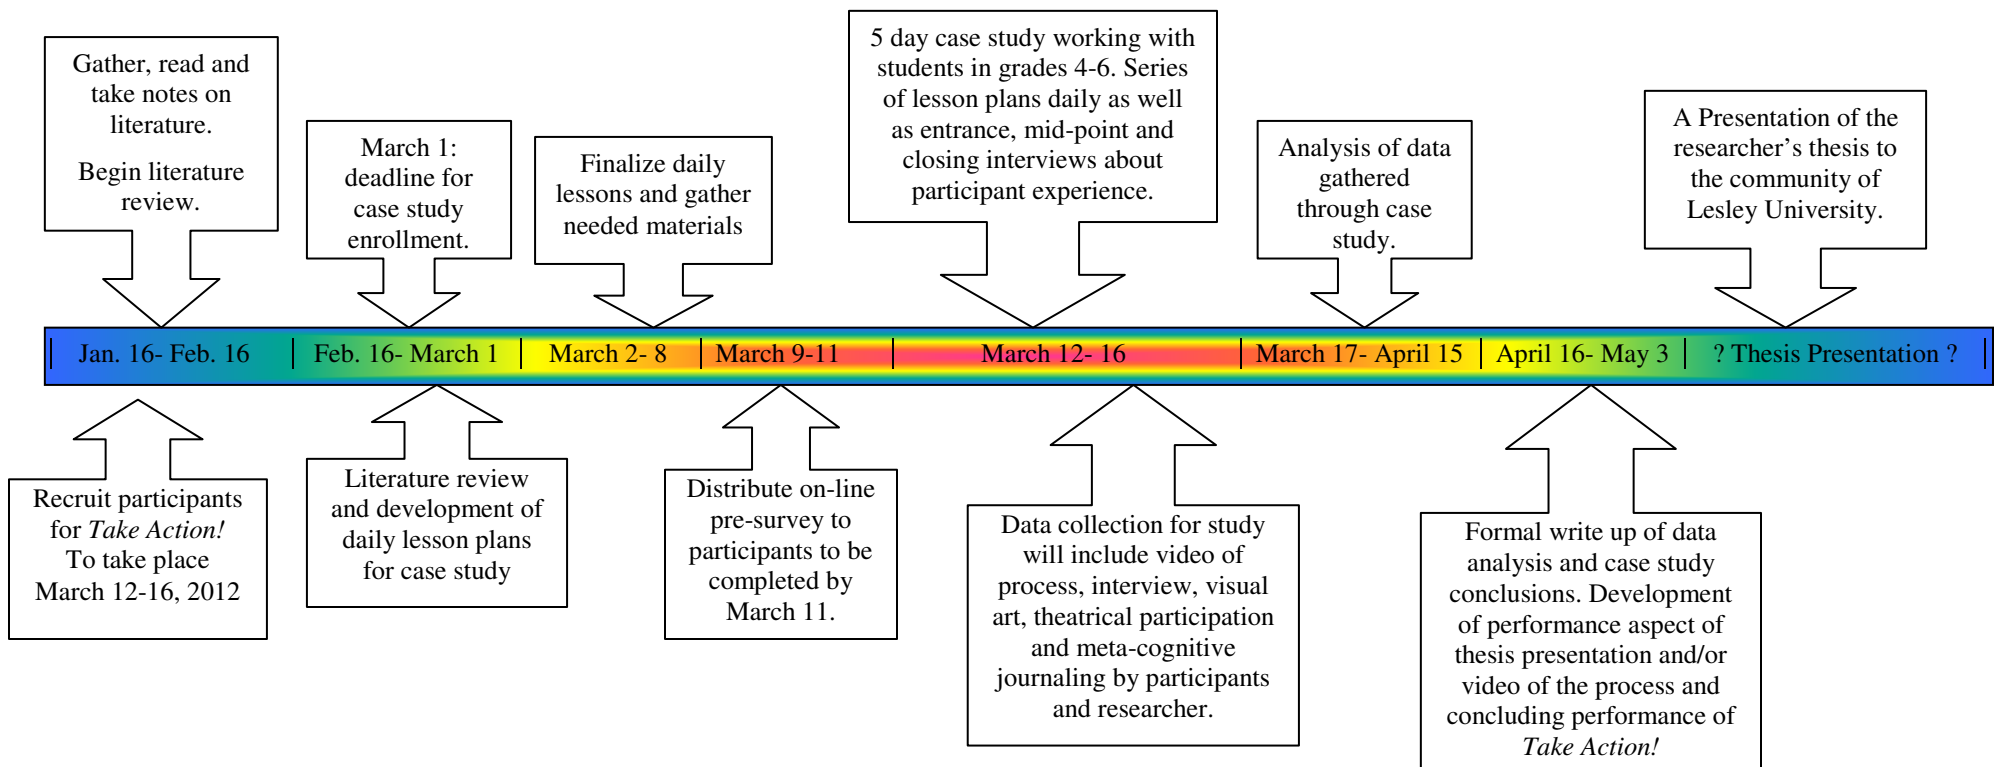 Gather, read and
take notes on
literature.
Begin literature
review.
March 1:
deadline for
case study
enrollment.
Finalize daily
lessons and gather
needed materials
5 day case study working with
students in grades 4-6. Series
of lesson plans daily as well
as entrance, mid-point and
closing interviews about
participant experience.
Analysis of data
gathered
through case
study.
A Presentation of the
researcher’s thesis to
the community of
Lesley University.
Jan. 16- Feb. 16
Feb. 16- March 1
March 2- 8
March 9-11
March 12- 16
March 17- April 15
April 16- May 3
? Thesis Presentation ?
Recruit participants
for Take Action!
To take place
March 12-16, 2012
Literature review
and development of
daily lesson plans
for case study
Distribute on-line
pre-survey to
participants to be
completed by
March 11.
Data collection for study
will include video of
process, interview, visual
art, theatrical participation
and meta-cognitive
journaling by participants
and researcher.
Formal write up of data
analysis and case study
conclusions. Development
of performance aspect of
thesis presentation and/or
video of the process and
concluding performance of
Take Action!